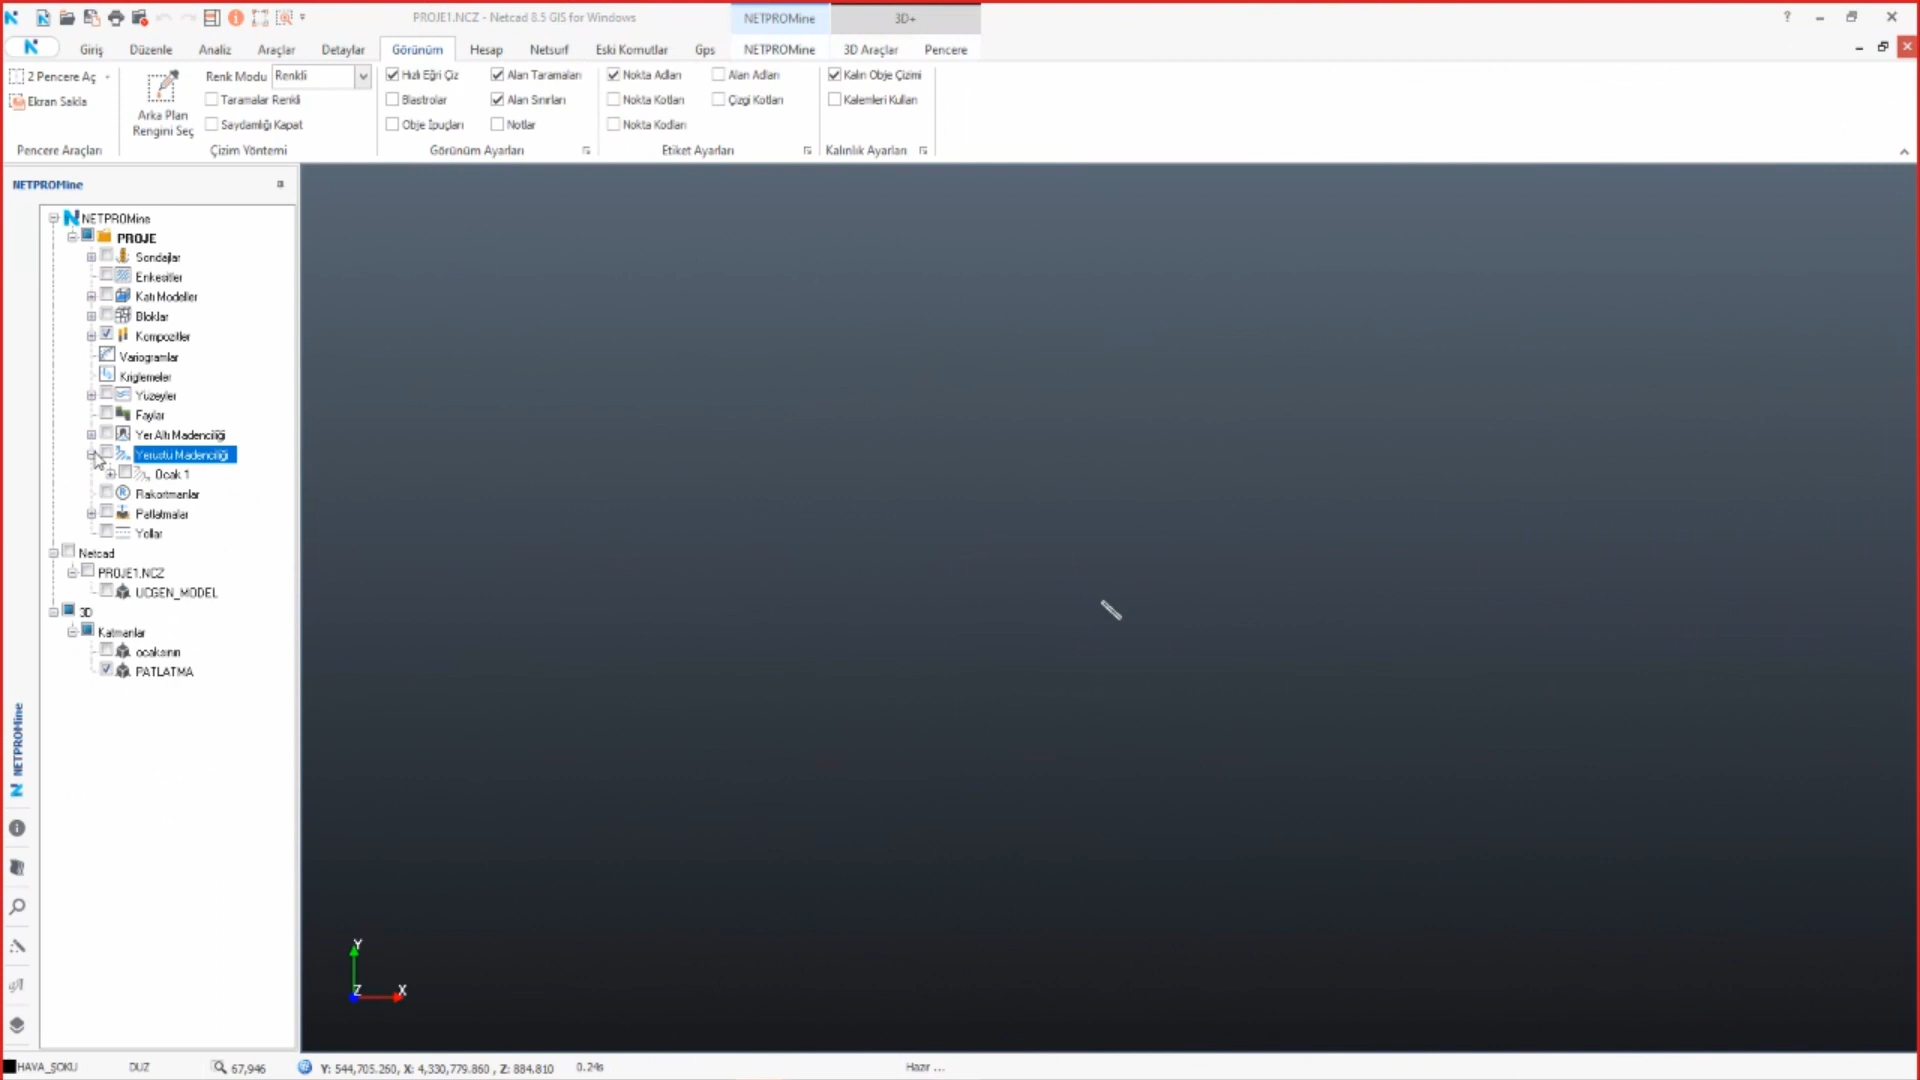 PROJE1.NCZ - Netcad 8.5 GIS for Windows
NETPROMine
3D+
Giriş
Düzenle
Analiz
Araçlar
Detaylar
Görünüm
Hesap
Netsurf
Eski Komutlar
Gps
NETPROMine
3D Araçlar
Pencere
2 Pencere Aç
Ekran Sakla
Pencere Araçları
Arka Plan
Rengini Seç
Renk Modu
Renkli
Taramalar Renkli
Saydamlığı Kapat
Çizim Yöntemi
Hızlı Eğri Çiz
Blastrolar
Obje İpuçları
Alan Taramaları
Alan Sınırları
Notlar
Görünüm Ayarları
Nokta Adları
Nokta Kotları
Nokta Kodları
Alan Adları
Çizgi Kotları
Etiket Ayarları
Kalın Obje Çizimi
Kalemleri Kullan
Kalınlık Ayarları
NETPROMine
NETPROMine
PROJE
Sondajlar
Enkesitler
Katı Modeller
Bloklar
Kompozitler
Variogramlar
Kriglemeler
Yüzeyler
Faylar
Yer Altı Madenciliği
Yerüstü Madenciliği
Ocak 1
Rakortmanlar
Patlatmalar
Yollar
Netcad
PROJE1.NCZ
UCGEN_MODEL
3D
Katmanlar
ocaksınırı
PATLATMA
NETPROMine
Y
Z
X
HAVA_ŞOKU
DUZ
67,946
Y: 544,705.260, X: 4,330,779.860 , Z: 884,810
0.24s
Hazır ...